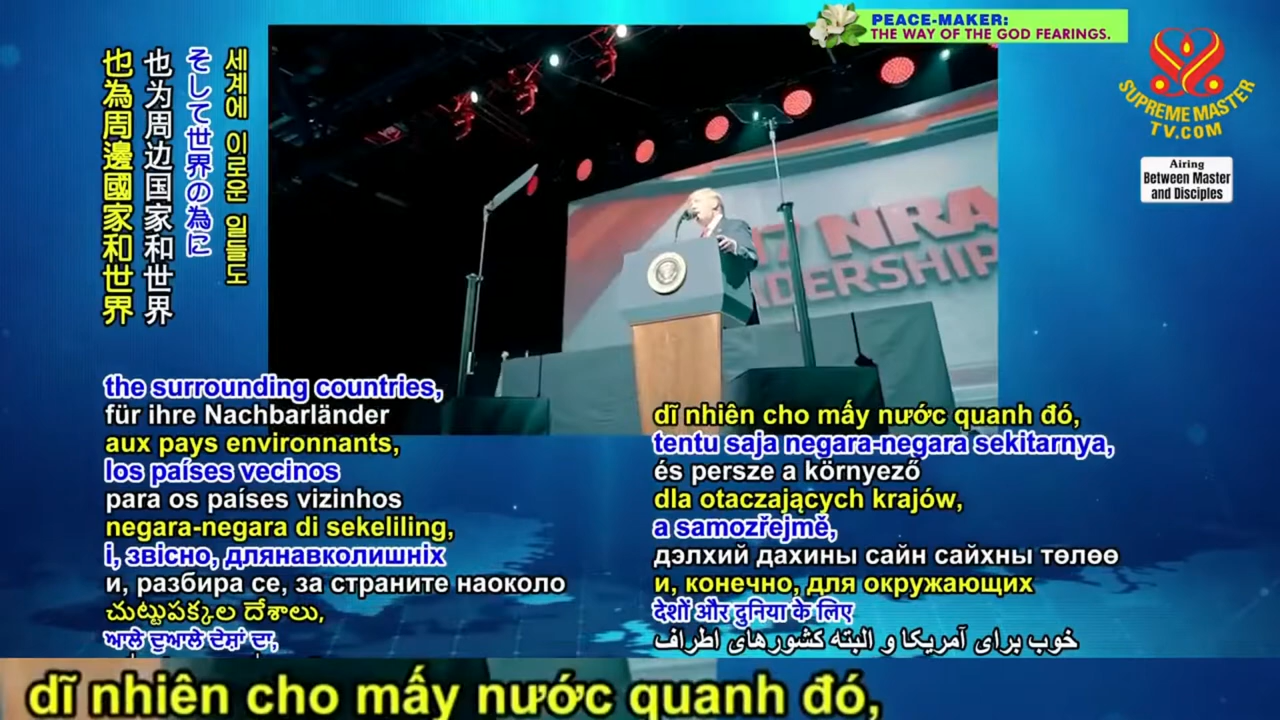 PEACE-MAKER:
THE WAY OF THE GOD FEARINGS.
SUPREME MASTER
TV.COM
Airing
Between Master
and Disciples
세계에 이로운 일들도
そして世界の為に
也为周边国家和世界
也為周邊國家和世界
17 NRA
ADERSHIP
the surrounding countries,
für ihre Nachbarländer
aux pays environnants,
los países vecinos
para os países vizinhos
negara-negara di sekeliling,
і, звісно, длянавколишніх
и, разбира се, за страните наоколо
చుట్టుపక్కల దేశాలు,
ਆਲੇ ਦੁਆਲੇ ਦੇਸ਼ਾਂ ਦਾ,
dĩ nhiên cho mấy nước quanh đó,
tentu saja negara-negara sekitarnya,
és persze a környező
dla otaczających krajów,
a samozřejmě,
дэлхий дахины сайн сайхны төлөө
и, конечно, для окружающих
देशों और दुनिया के लिए
خوب برای آمریکا و البته کشورهای اطراف
dĩ nhiên cho mấy nước quanh đó,